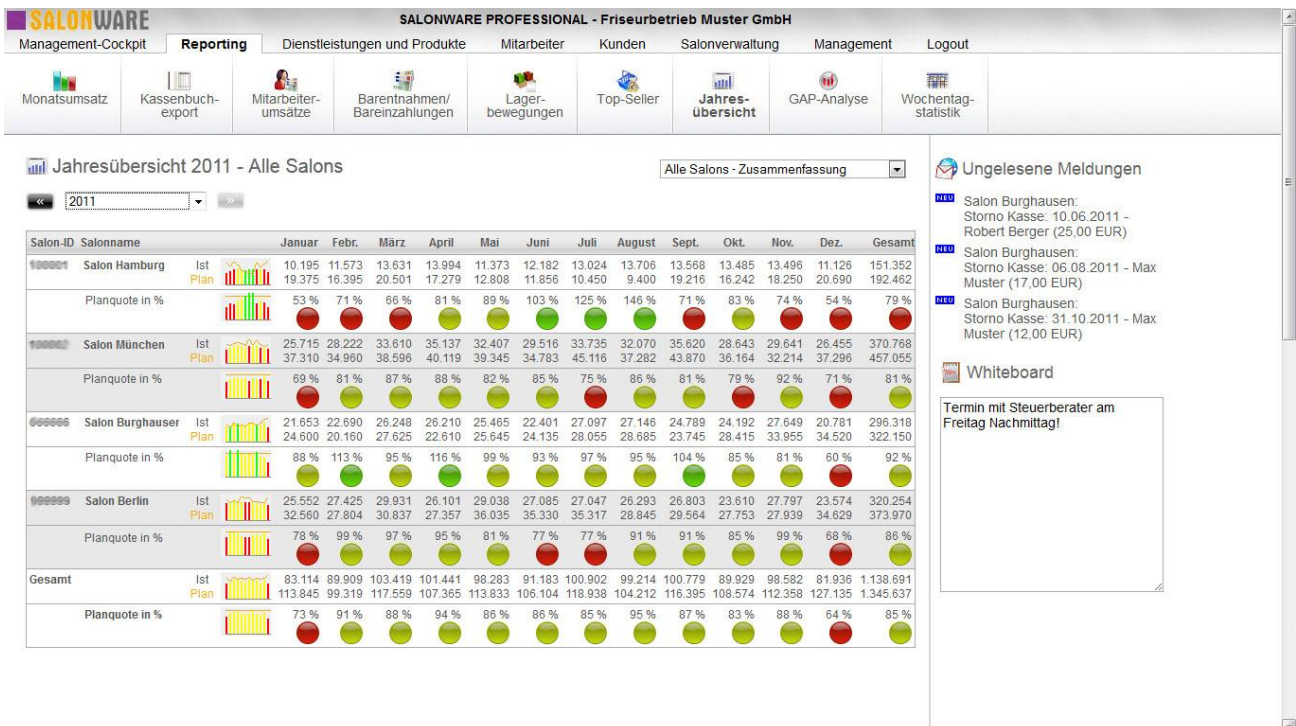 SALONWARE
SALONWARE PROFESSIONAL - Friseurbetrieb Muster GmbH
Management-Cockpit Reporting Dienstleistungen und Produkte Mitarbeiter Kunden Salonverwaltung Management Logout
Monatsumsatz Kassenbuch- Mitarbeiter- Barentnahmen/ Lager- Top-Seller Jahres- GAP-Analyse Wochentag-
export umsätze Bareinzahlungen bewegungen übersicht statistik
Jahresübersicht 2011 - Alle Salons
Alle Salons - Zusammenfassung
« 2011 »
Salon-ID Salonname Januar Febr. März April Mai Juni Juli August Sept. Okt. Nov. Dez. Gesamt
Salon Hamburg Ist 10.195 11.573 13.631 13.994 11.373 12.182 13.024 13.706 13.568 13.485 13.496 11.126 151.352
Plan 19.375 16.395 20.501 17.279 12.808 11.856 10.450 9.400 19.216 16.242 18.250 20.690 192.462
Planquote in % 53 % 71 % 66 % 81 % 89 % 103 % 125 % 146 % 71 % 83 % 74 % 54 % 79 %
Salon München Ist 25.715 28.222 33.610 35.137 32.407 29.516 33.735 32.070 35.620 28.643 29.641 26.455 370.768
Plan 37.310 34.960 38.596 40.119 39.345 34.783 45.116 37.282 43.870 36.164 32.214 37.296 457.055
Planquote in % 69 % 81 % 87 % 88 % 82 % 85 % 75 % 86 % 81 % 79 % 92 % 71 % 81 %
Salon Burghauser Ist 21.653 22.690 26.248 26.210 25.465 22.401 27.097 27.146 24.789 24.192 27.649 20.781 296.318
Plan 24.600 20.160 27.625 22.610 25.645 24.135 28.055 28.685 23.745 28.415 33.955 34.520 322.150
Planquote in % 88 % 113 % 95 % 116 % 99 % 93 % 97 % 95 % 104 % 85 % 81 % 60 % 92 %
Salon Berlin Ist 25.552 27.425 29.931 26.101 29.038 27.085 27.047 26.293 26.803 23.610 27.797 23.574 320.254
Plan 32.560 27.804 30.837 27.357 36.035 35.330 35.317 28.845 29.564 27.753 27.939 34.629 373.970
Planquote in % 78 % 99 % 97 % 95 % 81 % 77 % 77 % 91 % 91 % 85 % 99 % 68 % 86 %
Gesamt Ist 83.114 89.909 103.419 101.441 98.283 91.183 100.902 99.214 100.779 89.929 98.582 81.936 1.138.691
Plan 113.845 99.319 117.559 107.365 113.833 106.104 118.938 104.212 116.395 108.574 112.358 127.135 1.345.637
Planquote in % 73 % 91 % 88 % 94 % 86 % 86 % 85 % 95 % 87 % 83 % 88 % 64 % 85 %
Ungelesene Meldungen
NEU Salon Burghausen:
Storno Kasse: 10.06.2011 -
Robert Berger (25,00 EUR)
NEU Salon Burghausen:
Storno Kasse: 06.08.2011 - Max
Muster (17,00 EUR)
NEU Salon Burghausen:
Storno Kasse: 31.10.2011 - Max
Muster (12,00 EUR)
Whiteboard
Termin mit Steuerberater am
Freitag Nachmittag!